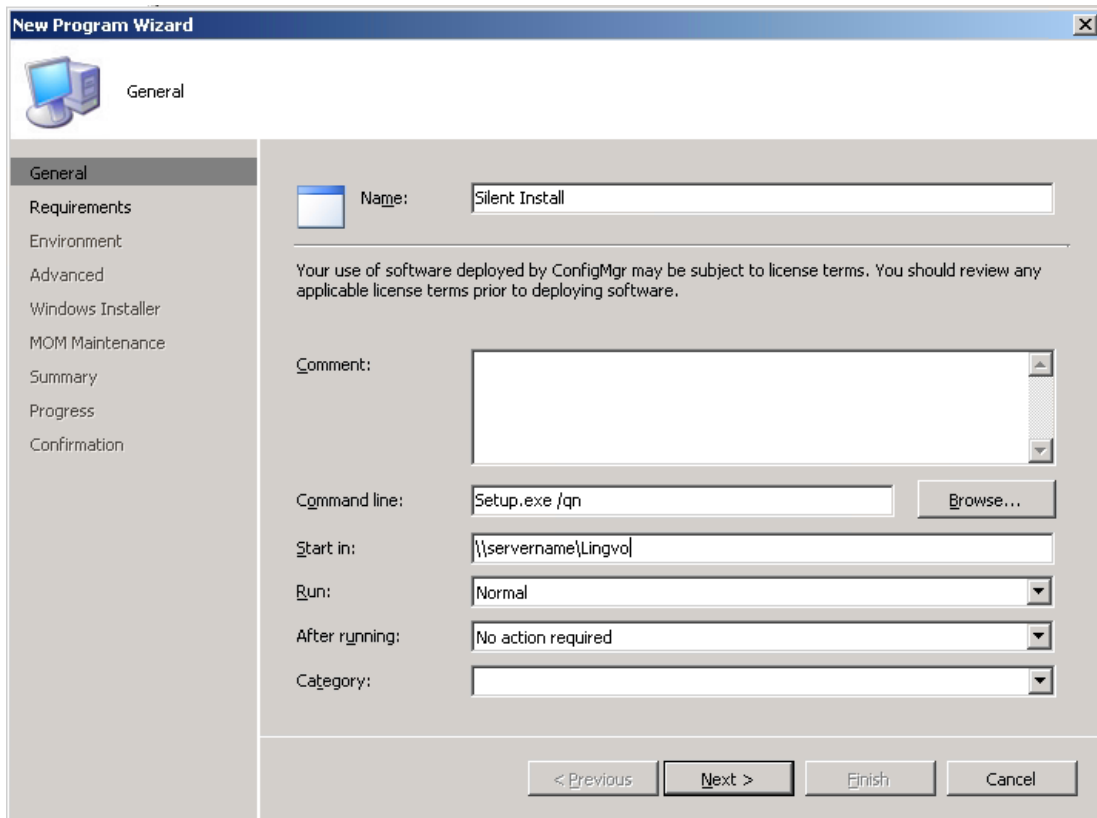 New Program Wizard
General
General
Requirements
Environment
Advanced
Windows Installer
MOM Maintenance
Summary
Progress
Confirmation
Name:
Silent Install
Your use of software deployed by ConfigMgr may be subject to license terms. You should review any
applicable license terms prior to deploying software.
Comment:
Command line:
Setup.exe /qn
Browse...
Start in:
\\servername\Lingvo
Run:
Normal
After running:
No action required
Category:
< Previous
Next >
Finish
Cancel